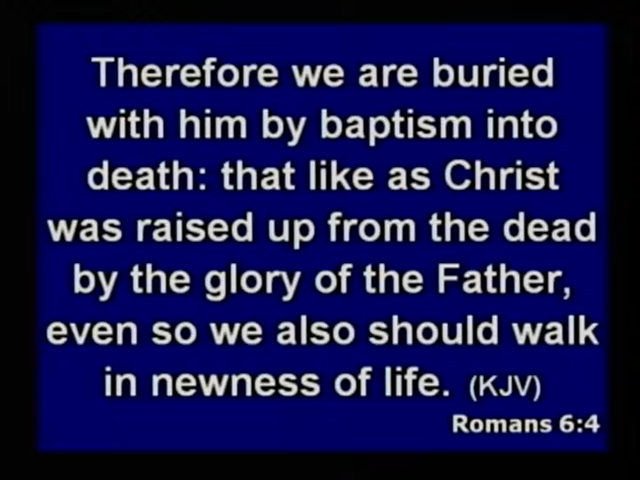 Therefore we are buried
with him by baptism into
death: that like as Christ
was raised up from the dead
by the glory of the Father,
even so we also should walk
in newness of life. (KJV)
Romans 6:4